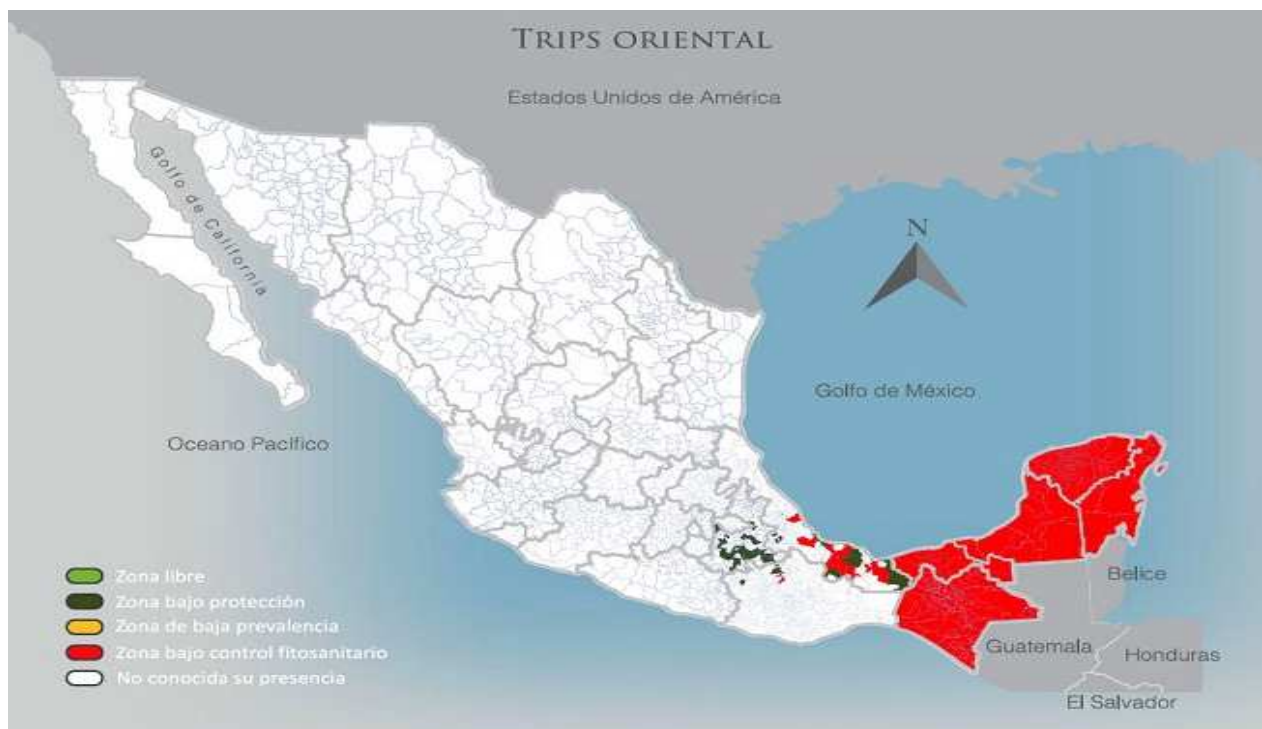 TRIPS ORIENTAL
Estados Unidos de América
Golfo de California
N
Golfo de México
Oceano Pacífico
Zona libre
Zona bajo protección
Zona de baja prevalencia
Zona bajo control fitosanitario
No conocida su presencia
Belice
Guatemala
Honduras
El Salvador